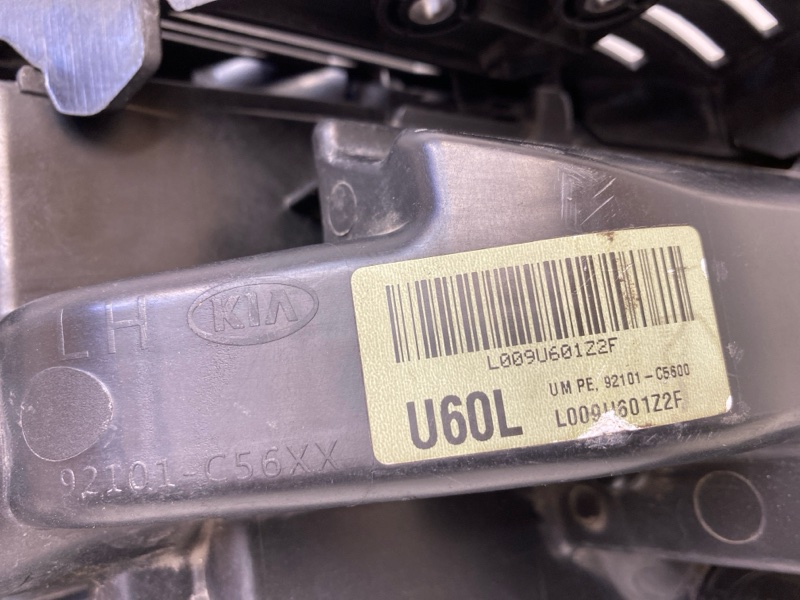 LH KIA
92101-C56XX
L009U601Z2F
U60L
UM PE, 92101-C5600
L009U601Z2F